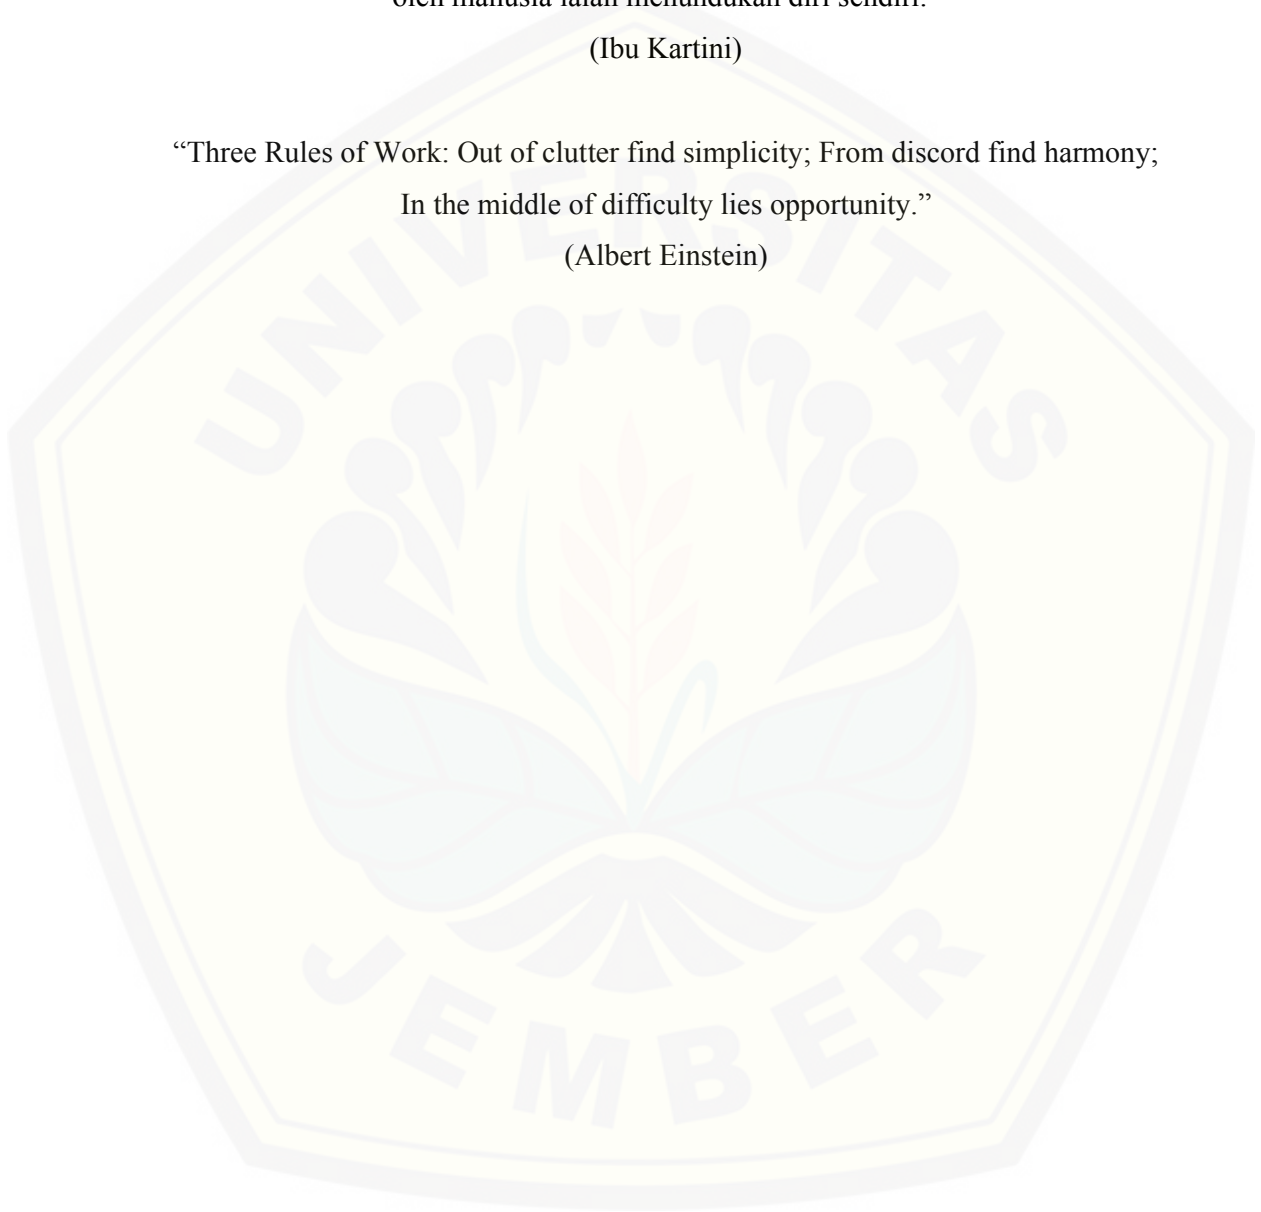 oleh manusia ialah menundukan diri sendiri.
(Ibu Kartini)
“Three Rules of Work: Out of clutter find simplicity; From discord find harmony;
In the middle of difficulty lies opportunity.”
(Albert Einstein)
UNIVERSITAS
JEMBER